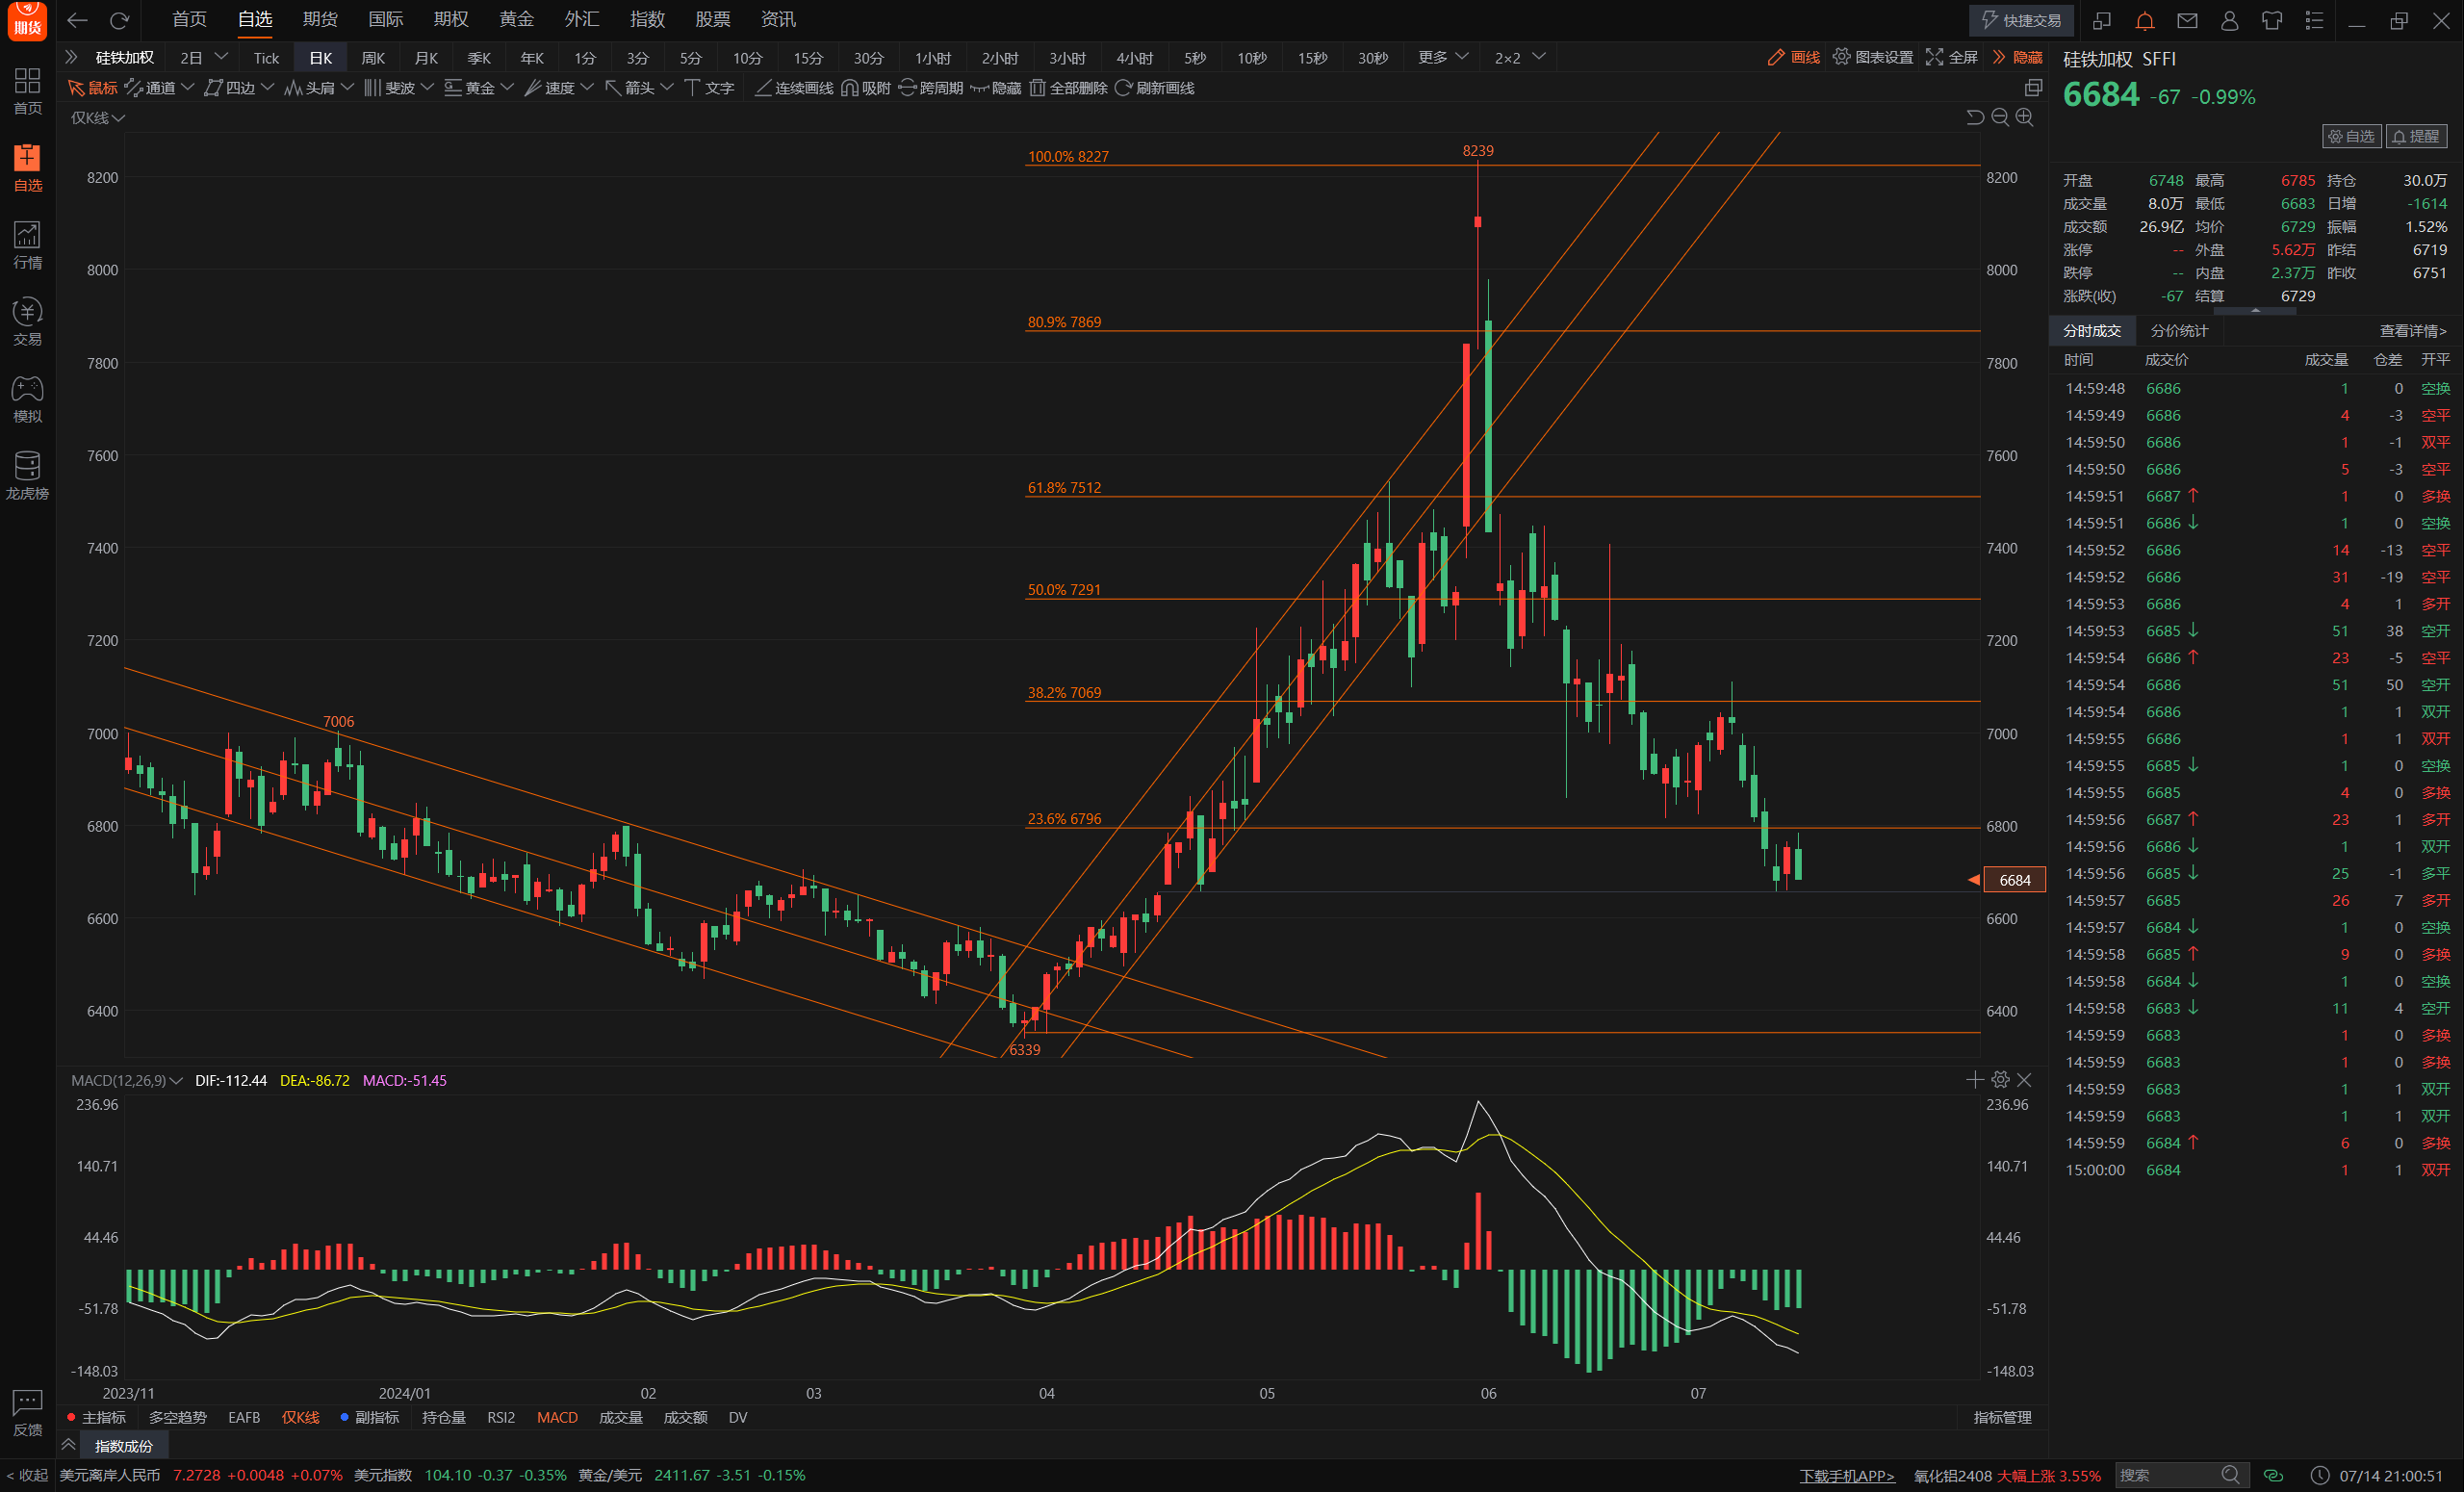 期货
首页 自选 期货 国际 期权 黄金 外汇 指数 股票 资讯
快捷交易
硅铁加权 2日 Tick 日K 周K 月K 季K 年K 1分 3分 5分 10分 15分 30分 1小时 2小时 3小时 4小时 5秒 10秒 15秒 30秒 更多 2×2
画线 图表设置 全屏 隐藏
鼠标 通道 四边 头肩 斐波 黄金 速度 箭头 文字 连续画线 吸附 跨周期 隐藏 全部删除 刷新画线
仅K线
首页
自选
行情
交易
模拟
龙虎榜
反馈
8200
8000
7800
7600
7400
7200
7000
6800
6600
6400
100.0% 8227
80.9% 7869
61.8% 7512
50.0% 7291
38.2% 7069
23.6% 6796
8239
7006
6339
8200
8000
7800
7600
7400
7200
7000
6800
6684
6600
6400
MACD(12,26,9) DIF:-112.44 DEA:-86.72 MACD:-51.45
236.96
140.71
44.46
-51.78
-148.03
236.96
140.71
44.46
-51.78
-148.03
2023/11 2024/01 02 03 04 05 06 07
主指标 多空趋势 EAFB 仅K线 副指标 持仓量 RSI2 MACD 成交量 成交额 DV
指标管理
指数成份
硅铁加权 SFFI
6684 -67 -0.99%
自选 提醒
开盘 6748 最高 6785 持仓 30.0万
成交量 8.0万 最低 6683 日增 -1614
成交额 26.9亿 均价 6729 振幅 1.52%
涨停 -- 外盘 5.62万 昨结 6719
跌停 -- 内盘 2.37万 昨收 6751
涨跌(收) -67 结算 6729
分时成交 分价统计 查看详情>
时间 成交价 成交量 仓差 开平
14:59:48 6686 1 0 空换
14:59:49 6686 4 -3 空平
14:59:50 6686 1 -1 双平
14:59:50 6686 5 -3 空平
14:59:51 6687 ↑ 1 0 多换
14:59:51 6686 ↓ 1 0 空换
14:59:52 6686 14 -13 空平
14:59:52 6686 31 -19 空平
14:59:53 6686 4 1 多开
14:59:53 6685 ↓ 51 38 空开
14:59:54 6686 ↑ 23 -5 空平
14:59:54 6686 51 50 空开
14:59:54 6686 1 1 双开
14:59:55 6686 1 1 双开
14:59:55 6685 ↓ 1 0 空换
14:59:55 6685 4 0 多换
14:59:56 6687 ↑ 23 1 多开
14:59:56 6686 ↓ 1 1 双开
14:59:56 6685 ↓ 25 -1 多平
14:59:57 6685 26 7 多开
14:59:57 6684 ↓ 1 0 空换
14:59:58 6685 ↑ 9 0 多换
14:59:58 6684 ↓ 1 0 空换
14:59:58 6683 ↓ 11 4 空开
14:59:59 6683 1 0 多换
14:59:59 6683 1 0 多换
14:59:59 6683 1 1 双开
14:59:59 6683 1 1 双开
14:59:59 6684 ↑ 6 0 多换
15:00:00 6684 1 1 双开
< 收起 美元离岸人民币 7.2728 +0.0048 +0.07% 美元指数 104.10 -0.37 -0.35% 黄金/美元 2411.67 -3.51 -0.15%
下载手机APP> 氧化铝2408 大幅上涨 3.55% 搜索 07/14 21:00:51